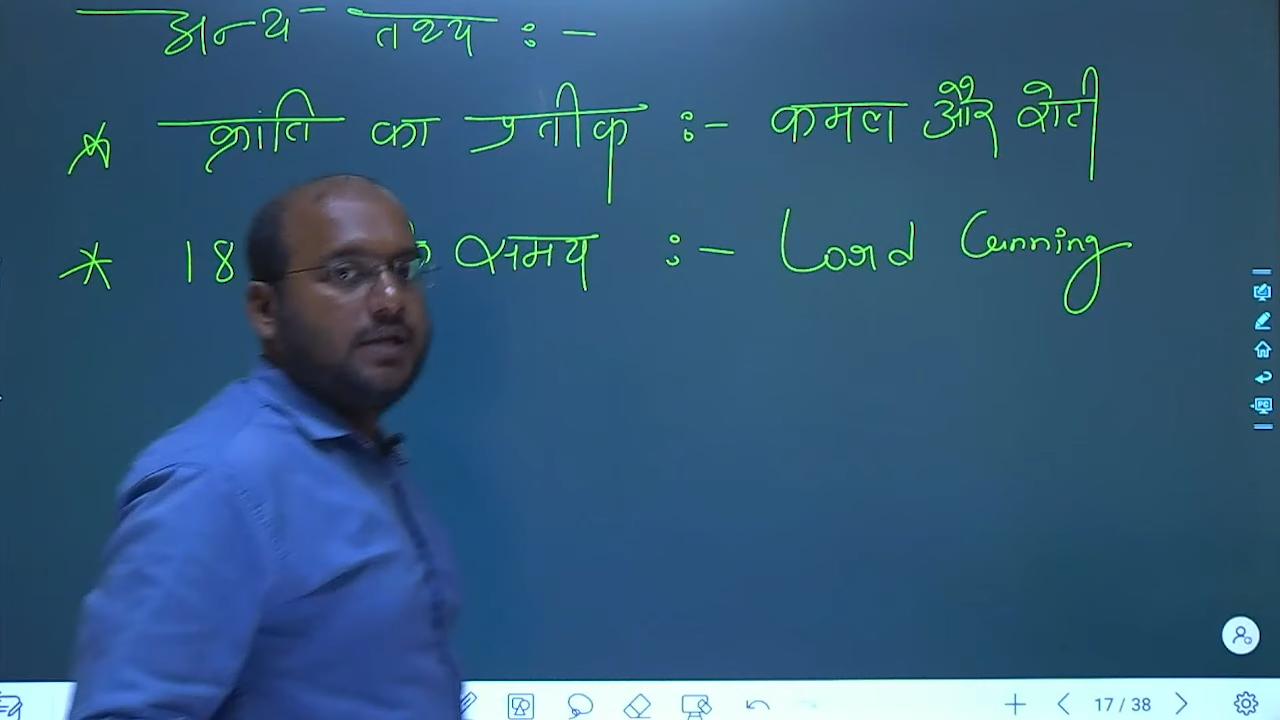 अन्य तथ्य :-
* क्रांति का प्रतीक :- कमल और रोटी
* 18 के समय :- Lord Canning
17 / 38